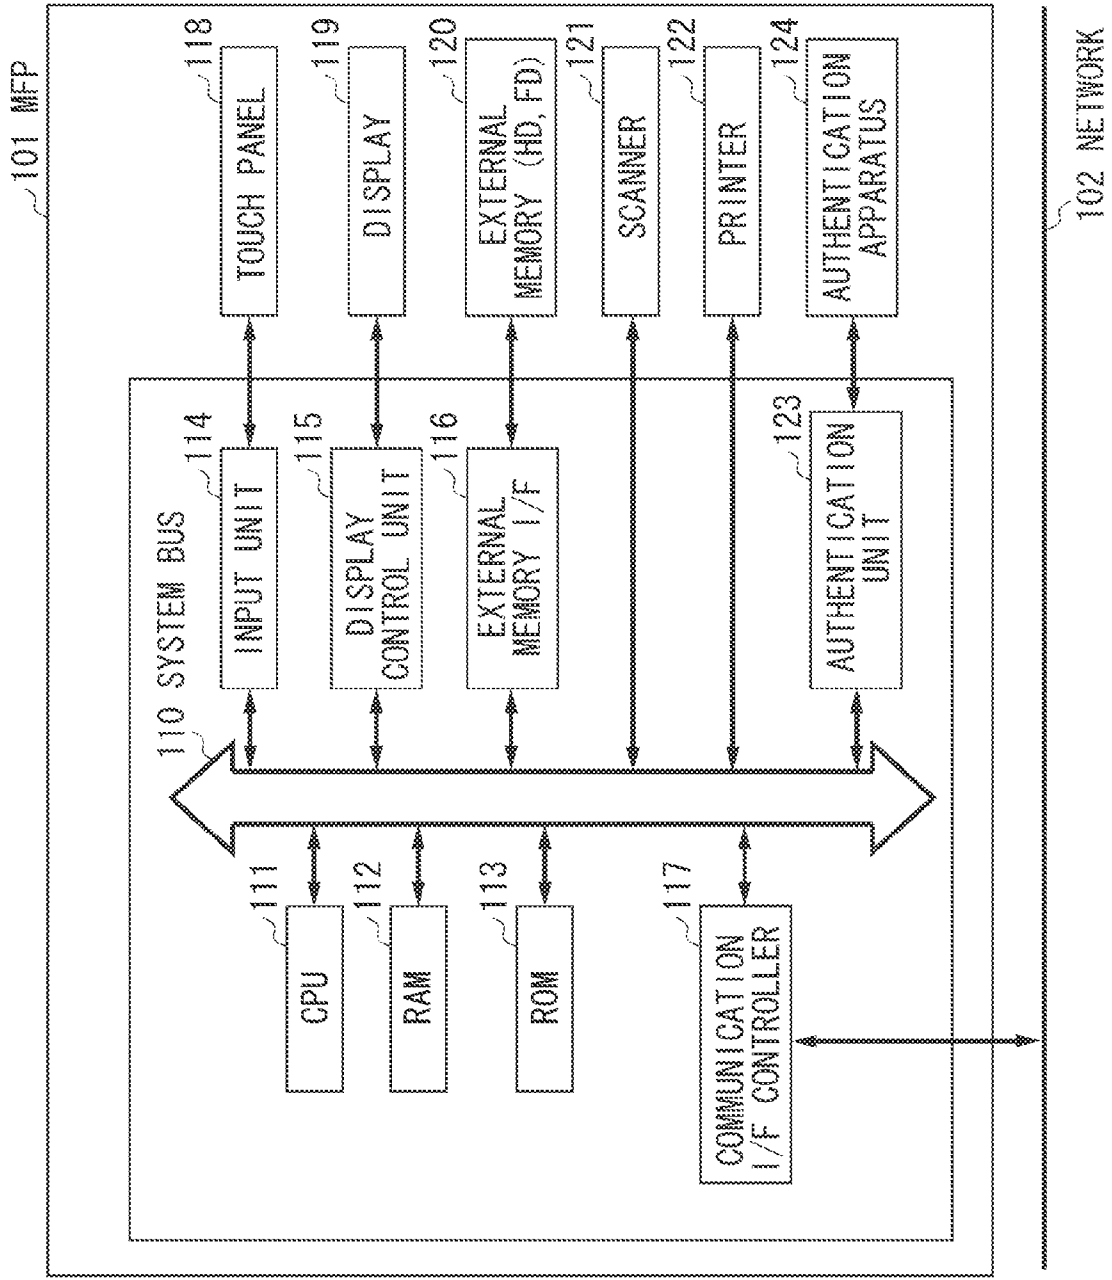 101 MFP
110 SYSTEM BUS
111
CPU
112
RAM
113
ROM
117
COMMUNICATION
I/F CONTROLLER
114
INPUT UNIT
115
DISPLAY
CONTROL UNIT
116
EXTERNAL
MEMORY I/F
123
AUTHENTICATION
UNIT
118
TOUCH PANEL
119
DISPLAY
120
EXTERNAL
MEMORY (HD, FD)
121
SCANNER
122
PRINTER
124
AUTHENTICATION
APPARATUS
102 NETWORK